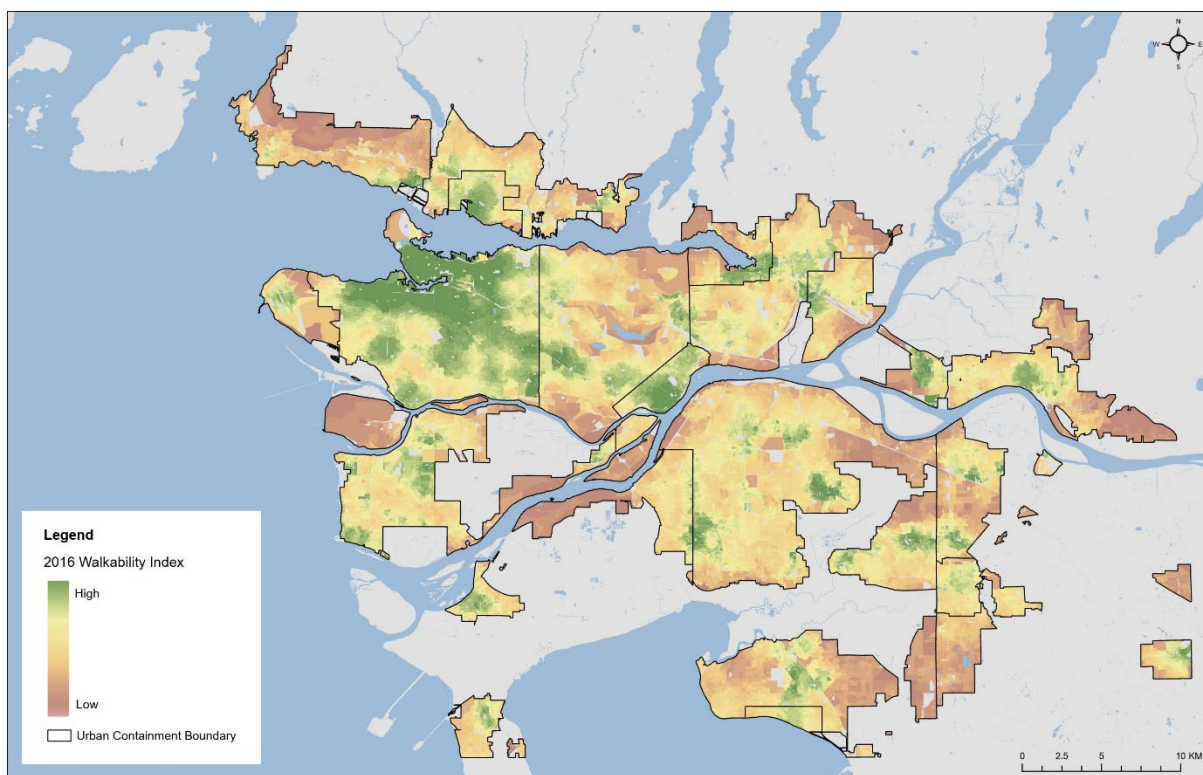 N
W E
S
Legend
2016 Walkability Index
High
Low
Urban Containment Boundary
0 2.5 5 10 KM